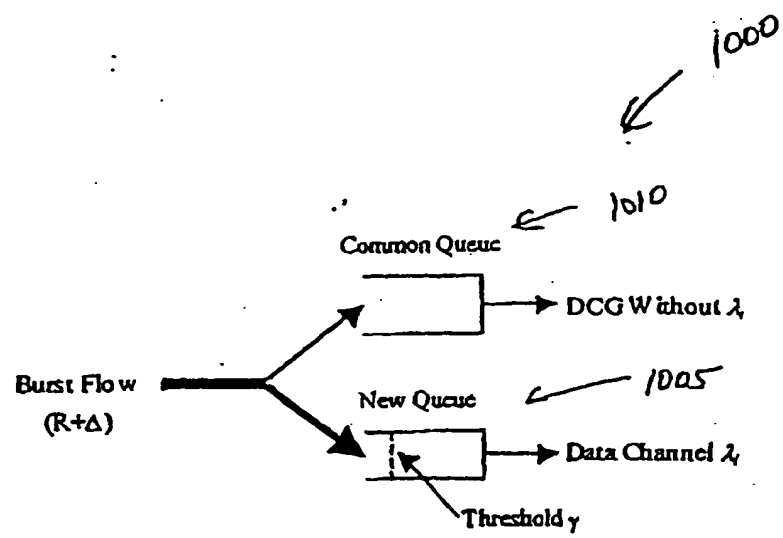 1000
1010
Common Queue
DCG Without λᵢ
Burst Flow
(R+Δ)
1005
New Queue
Data Channel λᵢ
Threshold γ